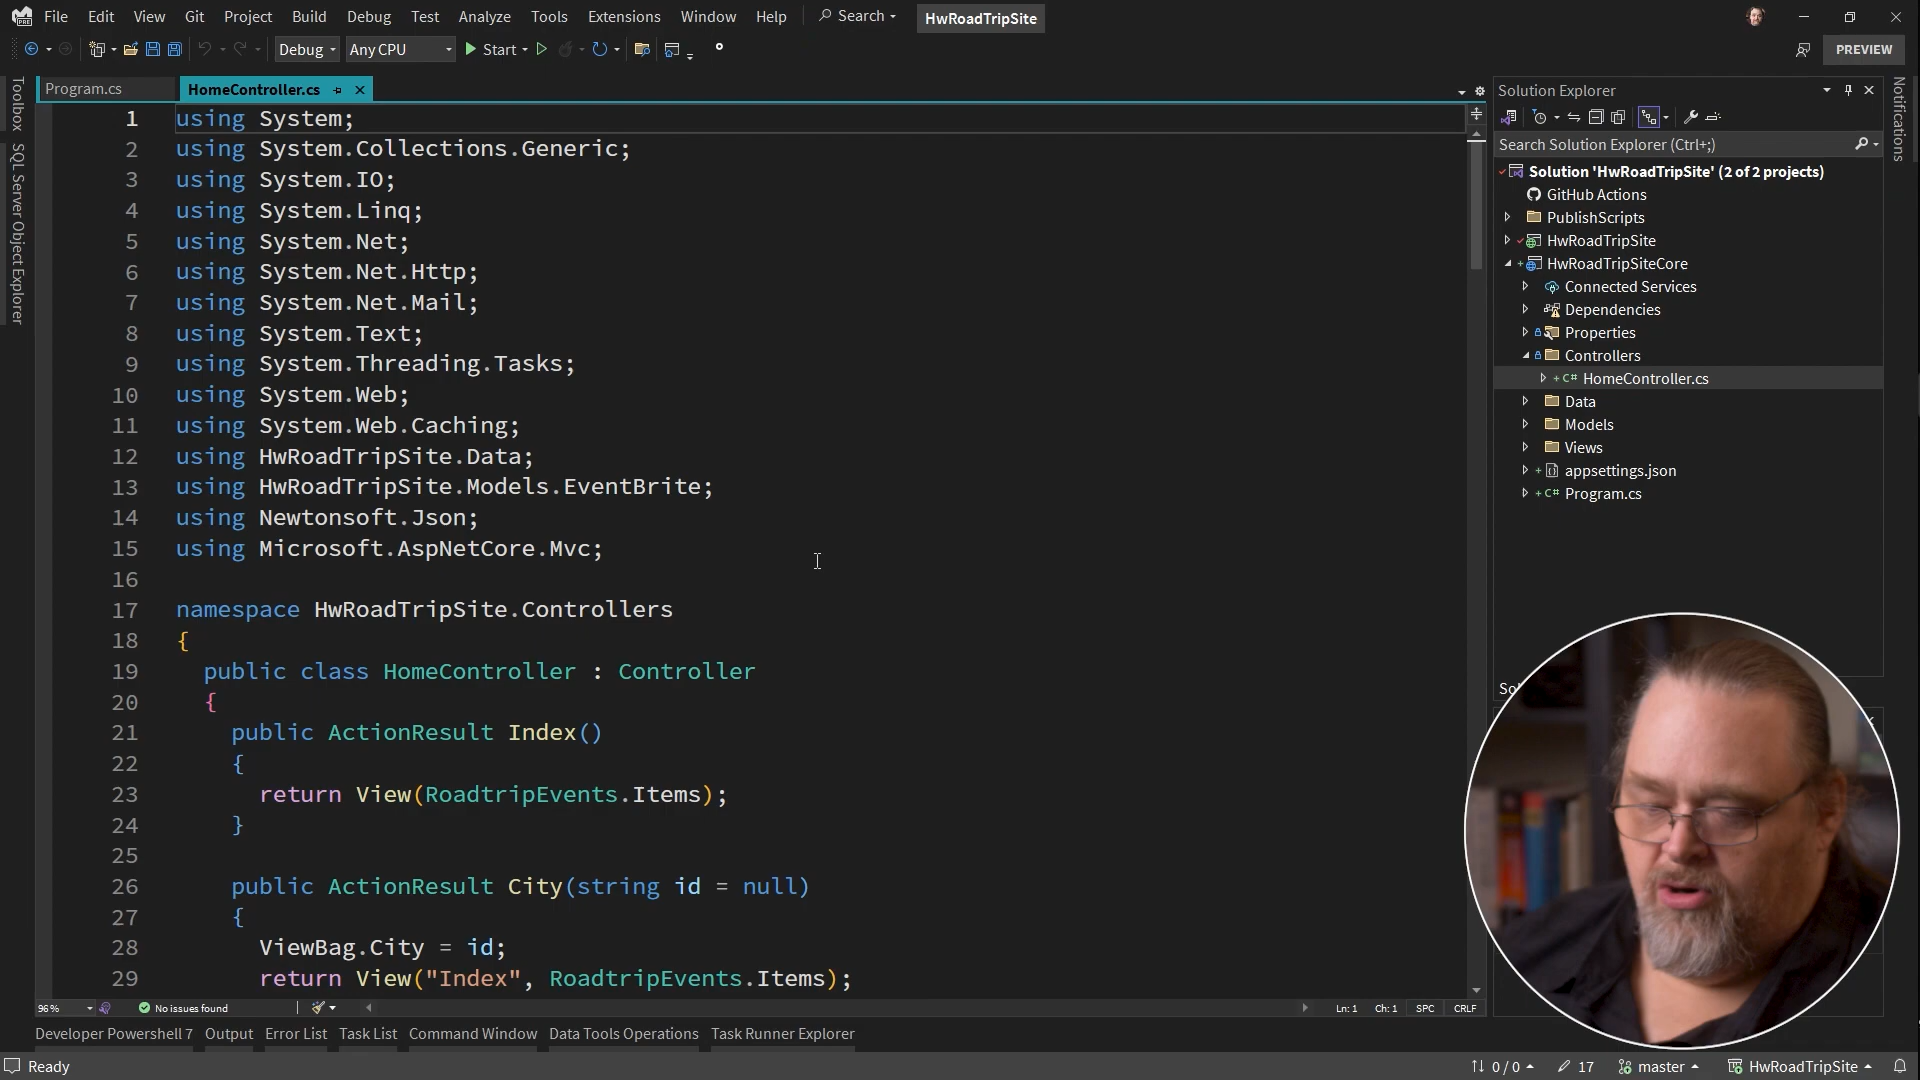 File Edit View Git Project Build Debug Test Analyze Tools Extensions Window Help Search HwRoadTripSite
Debug Any CPU Start PREVIEW
Program.cs HomeController.cs
Toolbox
SQL Server Object Explorer
1 using System;
2 using System.Collections.Generic;
3 using System.IO;
4 using System.Linq;
5 using System.Net;
6 using System.Net.Http;
7 using System.Net.Mail;
8 using System.Text;
9 using System.Threading.Tasks;
10 using System.Web;
11 using System.Web.Caching;
12 using HwRoadTripSite.Data;
13 using HwRoadTripSite.Models.EventBrite;
14 using Newtonsoft.Json;
15 using Microsoft.AspNetCore.Mvc;
16
17 namespace HwRoadTripSite.Controllers
18 {
19 public class HomeController : Controller
20 {
21 public ActionResult Index()
22 {
23 return View(RoadtripEvents.Items);
24 }
25
26 public ActionResult City(string id = null)
27 {
28 ViewBag.City = id;
29 return View("Index", RoadtripEvents.Items);
96% No issues found Ln: 1 Ch: 1 SPC CRLF
Solution Explorer
Search Solution Explorer (Ctrl+;)
Solution 'HwRoadTripSite' (2 of 2 projects)
GitHub Actions
PublishScripts
HwRoadTripSite
HwRoadTripSiteCore
Connected Services
Dependencies
Properties
Controllers
C# HomeController.cs
Data
Models
Views
appsettings.json
C# Program.cs
Notifications
Developer Powershell 7 Output Error List Task List Command Window Data Tools Operations Task Runner Explorer
Ready 0 / 0 17 master HwRoadTripSite